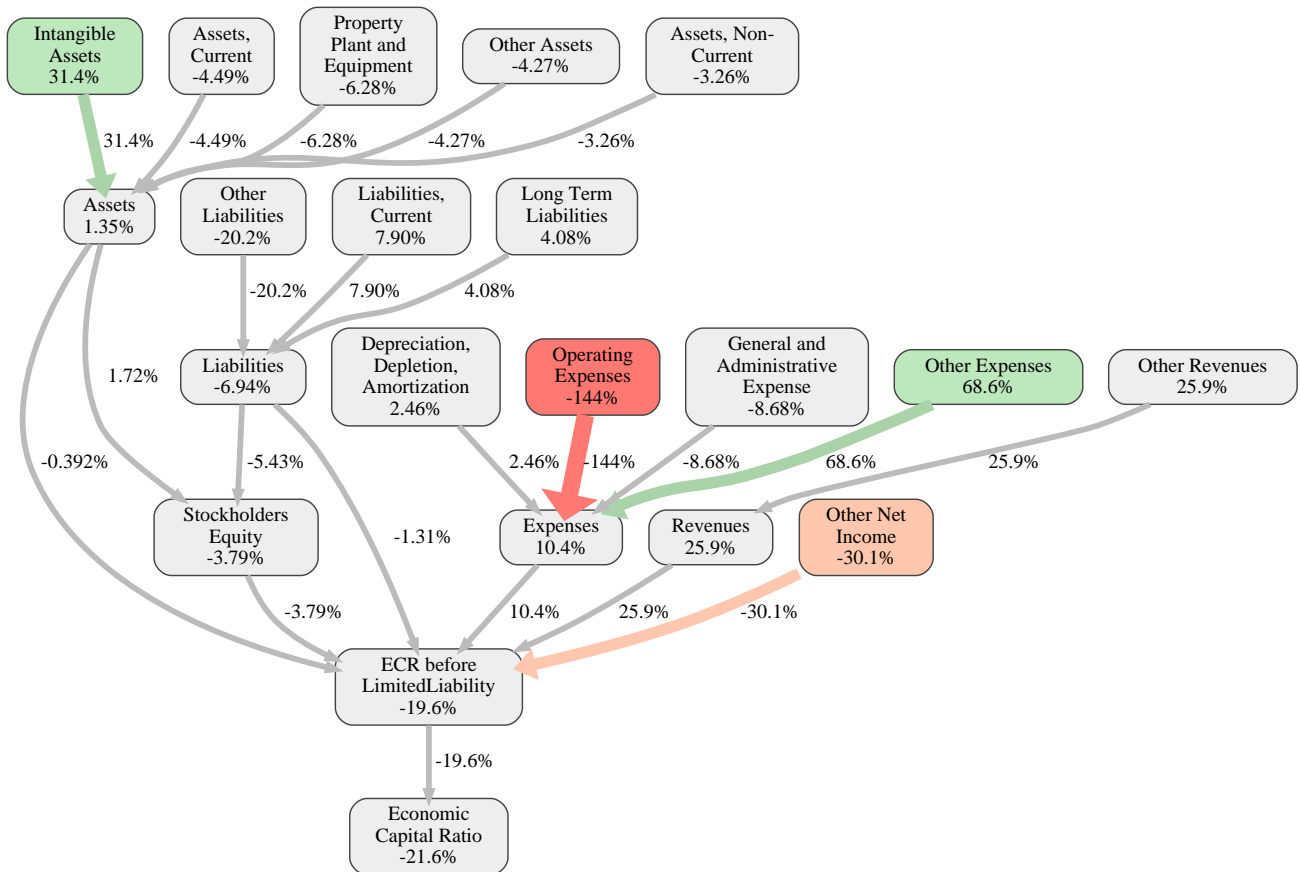 Intangible
Assets
31.4%
Assets,
Current
-4.49%
Property
Plant and
Equipment
-6.28%
Other Assets
-4.27%
Assets, Non-
Current
-3.26%
31.4%
-4.49%
-6.28%
-4.27%
-3.26%
Assets
1.35%
Other
Liabilities
-20.2%
Liabilities,
Current
7.90%
Long Term
Liabilities
4.08%
-20.2%
7.90%
4.08%
Liabilities
-6.94%
Depreciation,
Depletion,
Amortization
2.46%
Operating
Expenses
-144%
General and
Administrative
Expense
-8.68%
Other Expenses
68.6%
Other Revenues
25.9%
1.72%
-0.392%
-5.43%
2.46%
-144%
-8.68%
68.6%
25.9%
Stockholders
Equity
-3.79%
-1.31%
Expenses
10.4%
Revenues
25.9%
Other Net
Income
-30.1%
-3.79%
10.4%
25.9%
-30.1%
ECR before
LimitedLiability
-19.6%
-19.6%
Economic
Capital Ratio
-21.6%